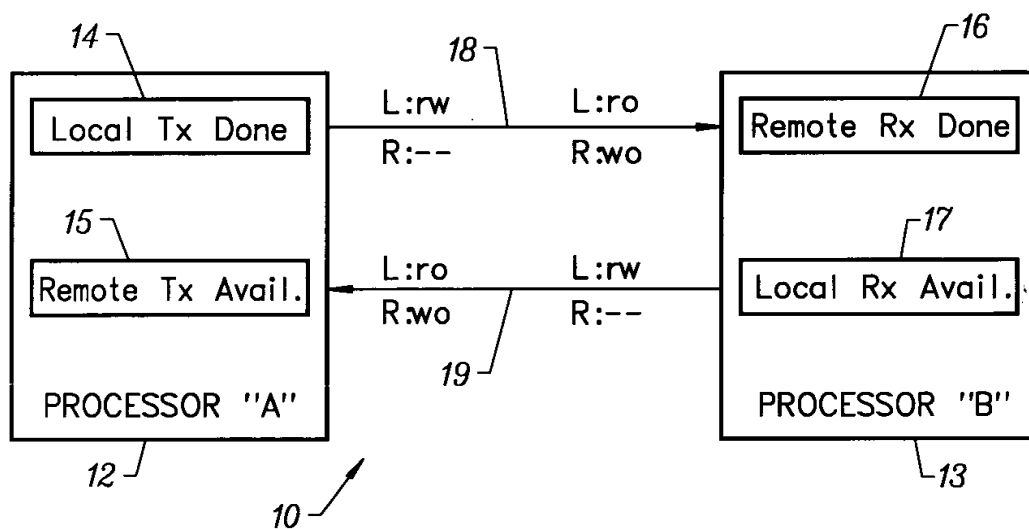 14
18
16
Local Tx Done
L:rw
L:ro
Remote Rx Done
R:--
R:wo
15
17
Remote Tx Avail.
L:ro
L:rw
Local Rx Avail.
R:wo
R:--
19
PROCESSOR "A"
PROCESSOR "B"
12
13
10